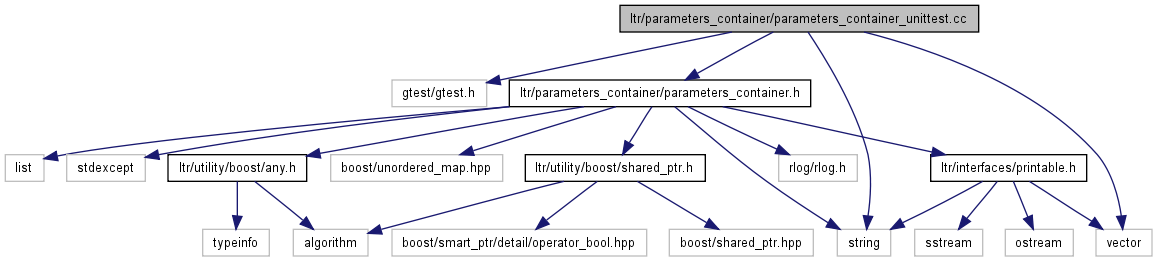 ltr/parameters_container/parameters_container_unittest.cc
gtest/gtest.h
ltr/parameters_container/parameters_container.h
list
stdexcept
ltr/utility/boost/any.h
boost/unordered_map.hpp
ltr/utility/boost/shared_ptr.h
rlog/rlog.h
ltr/interfaces/printable.h
typeinfo
algorithm
boost/smart_ptr/detail/operator_bool.hpp
boost/shared_ptr.hpp
string
sstream
ostream
vector